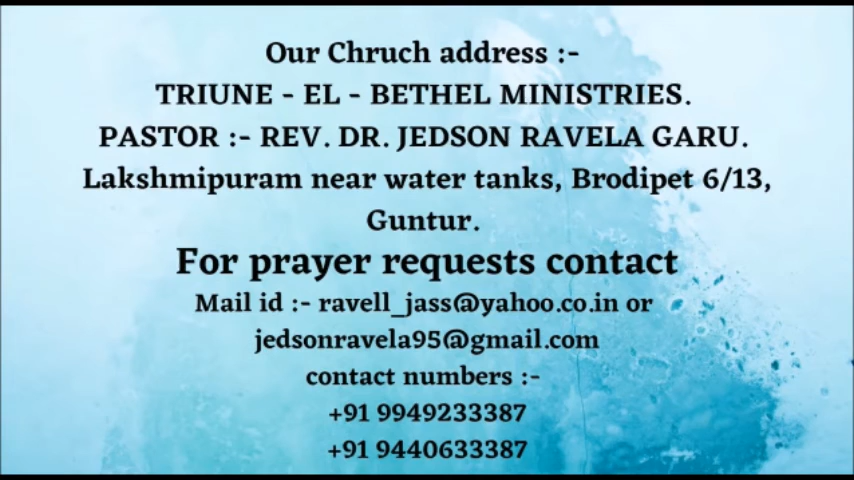 Our Chruch address :-
TRIUNE - EL - BETHEL MINISTRIES.
PASTOR :- REV. DR. JEDSON RAVELA GARU.
Lakshmipuram near water tanks, Brodipet 6/13,
Guntur.
For prayer requests contact
Mail id :- ravell_jass@yahoo.co.in or
jedsonravela95@gmail.com
contact numbers :-
+91 9949233387
+91 9440633387